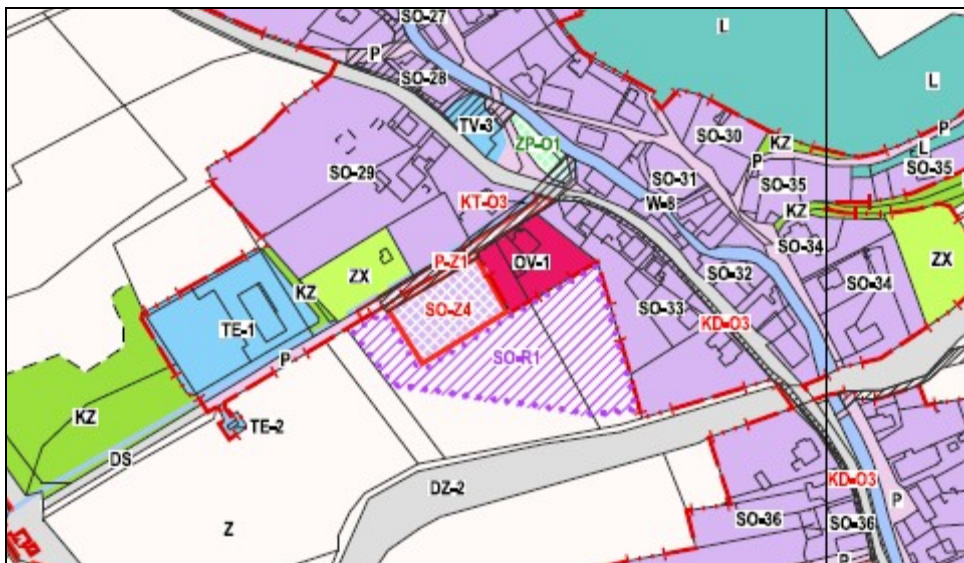 SO-27
L
P
SO-28
L
TV-3
ZP-O1
SO-30
P
KZ
L
SO-29
P
SO-35
SO-31
SO-35
KT-O3
W-8
KZ
SO-34
P-Z1
OV-1
ZX
SO-32
SO-34
ZX
KZ
SO-Z4
SO-33
TE-1
KD-O3
P
SO-R1
KZ
TE-2
DS
DZ-2
KD-O3
P
Z
SO-36
SO-36
P